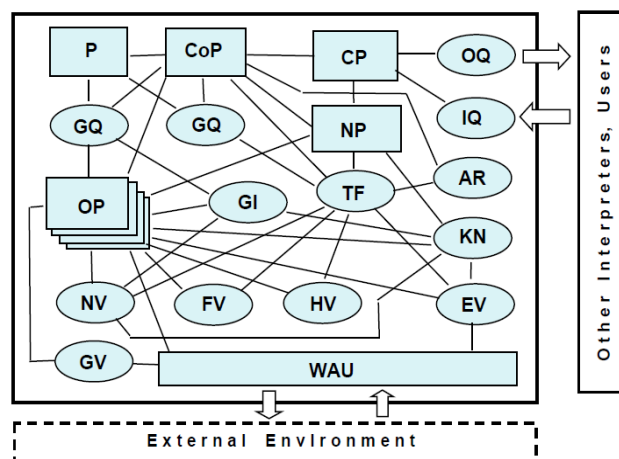 P
CoP
CP
OQ
GQ
GQ
NP
IQ
OP
GI
TF
AR
KN
NV
FV
HV
EV
GV
WAU
External Environment
Other Interpreters, Users